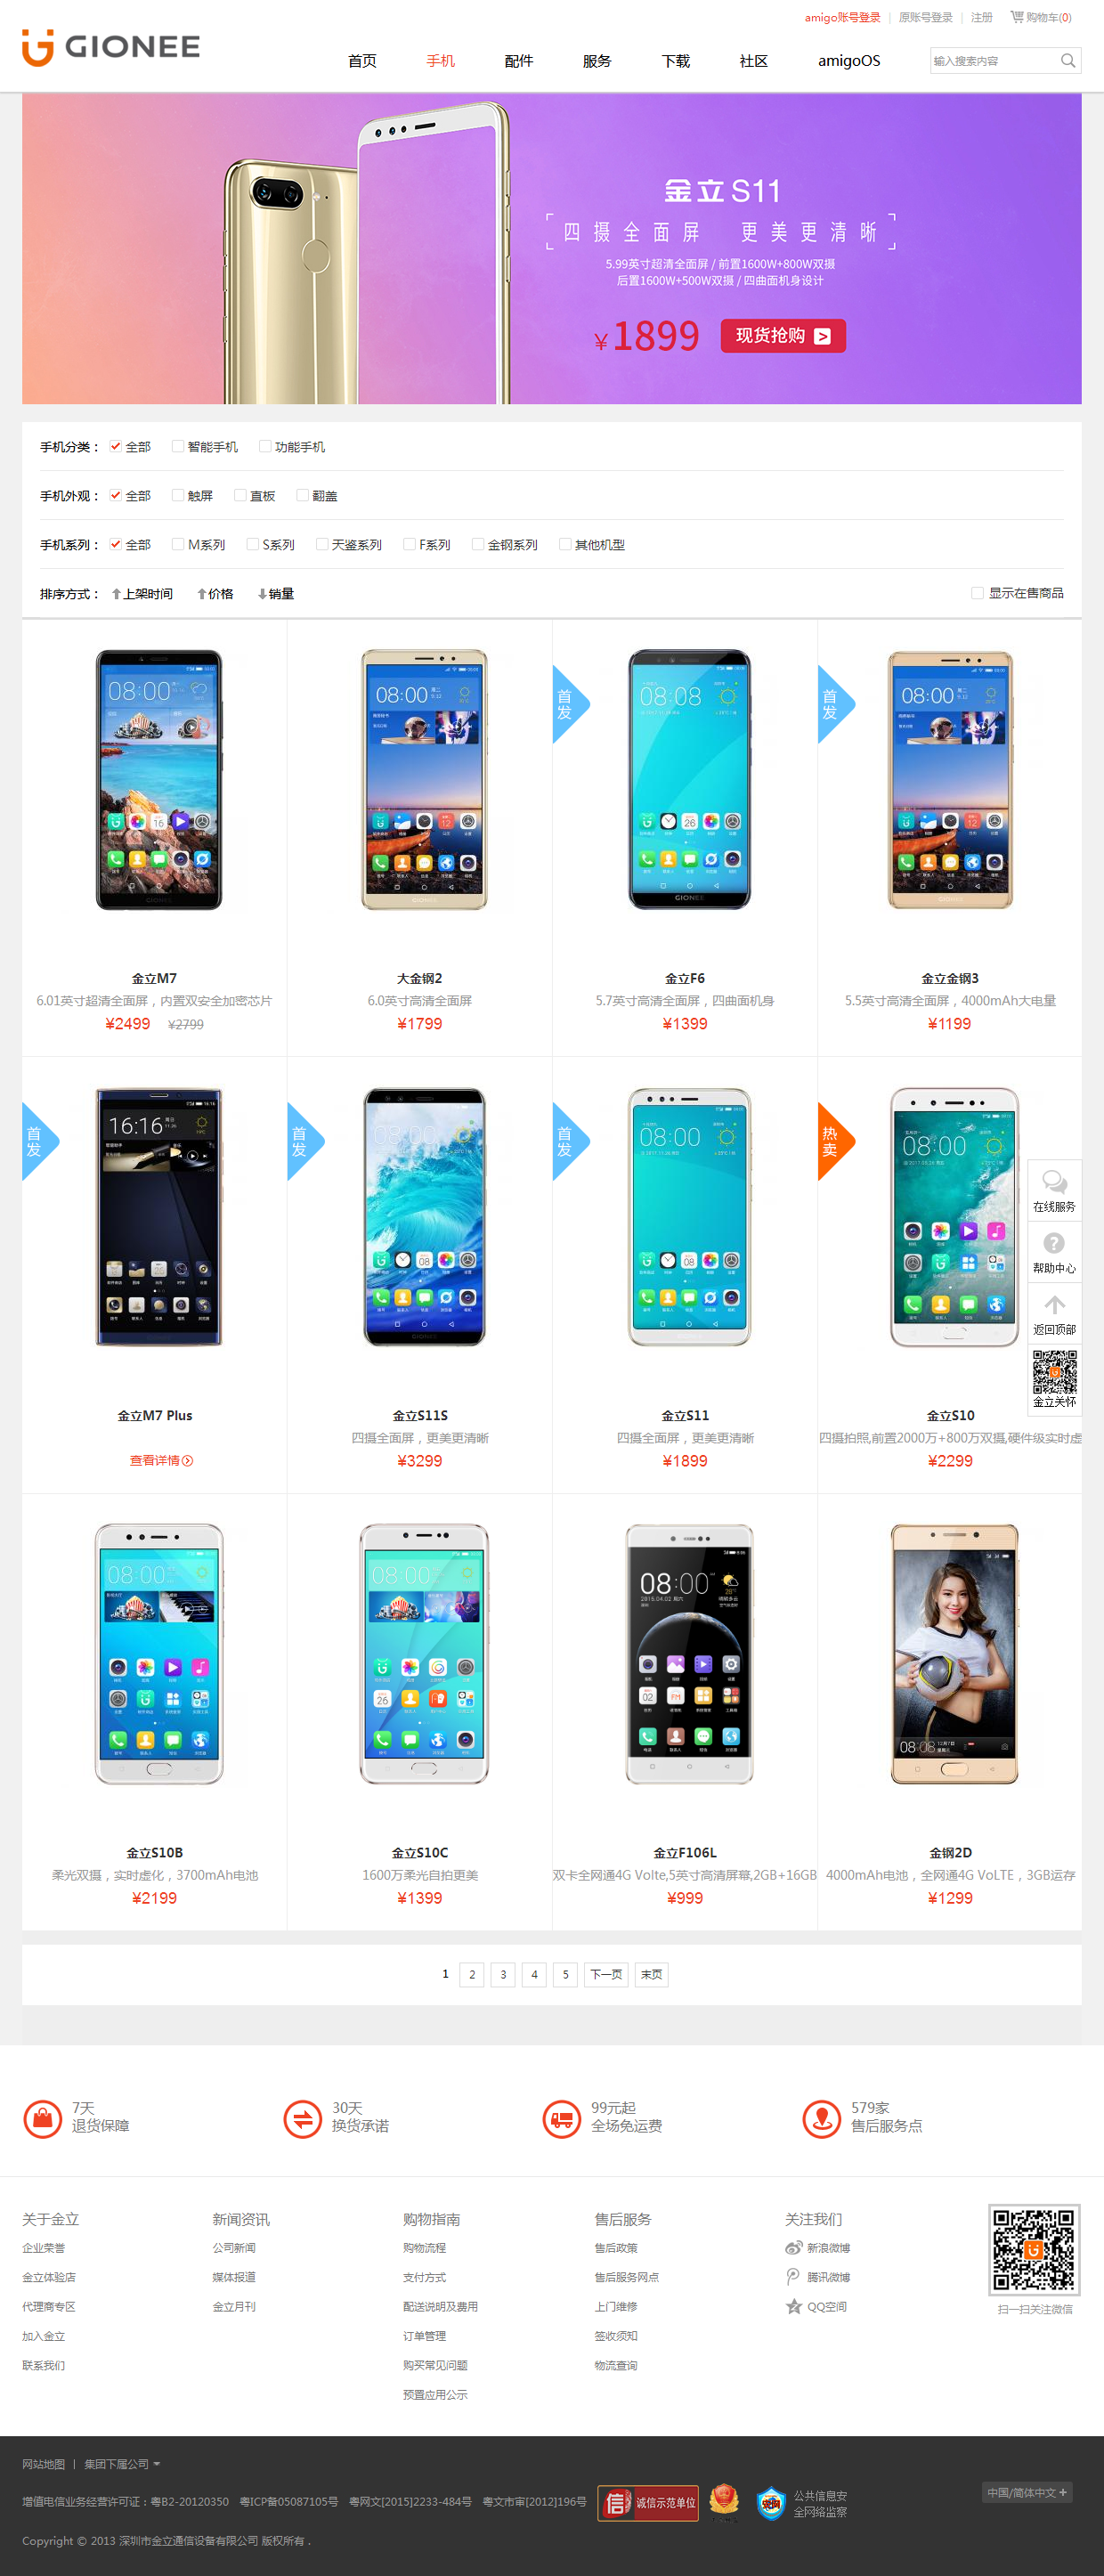 amigo账号登录 | 原账号登录 | 注册 购物车(0)
GIONEE
首页 手机 配件 服务 下载 社区 amigoOS 输入搜索内容
金立 S11
四摄全面屏 更美更清晰
5.99英寸超清全面屏 / 前置1600W+800W双摄
后置1600W+500W双摄 / 四曲面机身设计
¥1899 现货抢购
手机分类： 全部 智能手机 功能手机
手机外观： 全部 触屏 直板 翻盖
手机系列： 全部 M系列 S系列 天鉴系列 F系列 金钢系列 其他机型
排序方式： 上架时间 价格 销量 显示在售商品
首发 首发
08:00 08:00 08:08 08:00
GIONEE
金立M7 大金钢2 金立F6 金立金钢3
6.01英寸超清全面屏，内置双安全加密芯片 6.0英寸高清全面屏 5.7英寸高清全面屏，四曲面机身 5.5英寸高清全面屏，4000mAh大电量
¥2499 ¥2799 ¥1799 ¥1399 ¥1199
首发 首发 首发 热卖
16:16 08:00 08:00 08:00
在线服务
帮助中心
返回顶部
金立关怀
金立M7 Plus 金立S11S 金立S11 金立S10
四摄全面屏，更美更清晰 四摄全面屏，更美更清晰 四摄拍照,前置2000万+800万双摄,硬件级实时虚
查看详情 ¥3299 ¥1899 ¥2299
08:00 08:00 08:00
08:08
金立S10B 金立S10C 金立F106L 金钢2D
柔光双摄，实时虚化，3700mAh电池 1600万柔光自拍更美 双卡全网通4G Volte,5英寸高清屏幕,2GB+16GB 4000mAh电池，全网通4G VoLTE，3GB运存
¥2199 ¥1399 ¥999 ¥1299
1 2 3 4 5 下一页 末页
7天 30天 99元起 579家
退货保障 换货承诺 全场免运费 售后服务点
关于金立 新闻资讯 购物指南 售后服务 关注我们
企业荣誉 公司新闻 购物流程 售后政策 新浪微博
金立体验店 媒体报道 支付方式 售后服务网点 腾讯微博
代理商专区 金立月刊 配送说明及费用 上门维修 QQ空间 扫一扫关注微信
加入金立 订单管理 签收须知
联系我们 购买常见问题 物流查询
预置应用公示
网站地图 | 集团下属公司
增值电信业务经营许可证：粤B2-20120350 粤ICP备05087105号 粤网文[2015]2233-484号 粤文市审[2012]196号 信 诚信示范单位 公共信息安全网络监察 中国/简体中文 +
Copyright © 2013 深圳市金立通信设备有限公司 版权所有 .